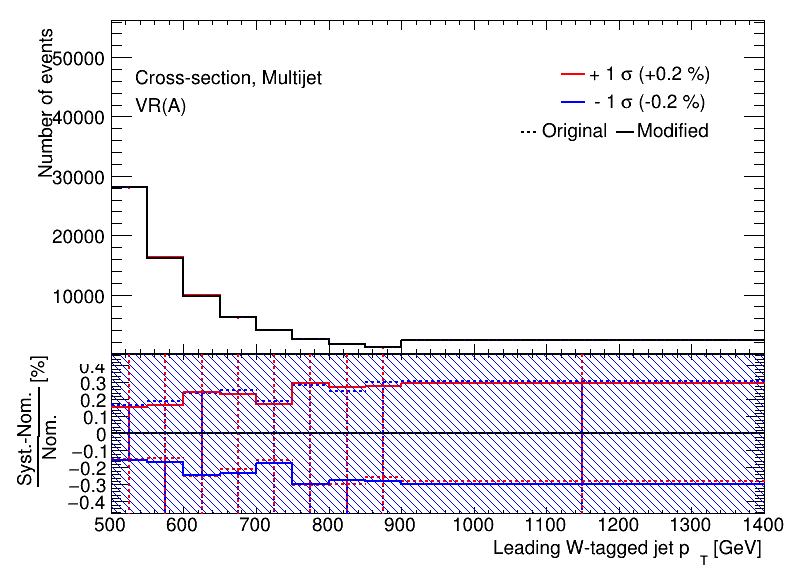 Number of events
50000
40000
30000
20000
10000
Cross-section, Multijet
VR(A)
+ 1 σ (+0.2 %)
- 1 σ (-0.2 %)
Original
Modified
Syst.-Nom.
Nom.
[%]
0.4
0.3
0.2
0.1
0
−0.1
−0.2
−0.3
−0.4
500 600 700 800 900 1000 1100 1200 1300 1400
Leading W-tagged jet p T [GeV]